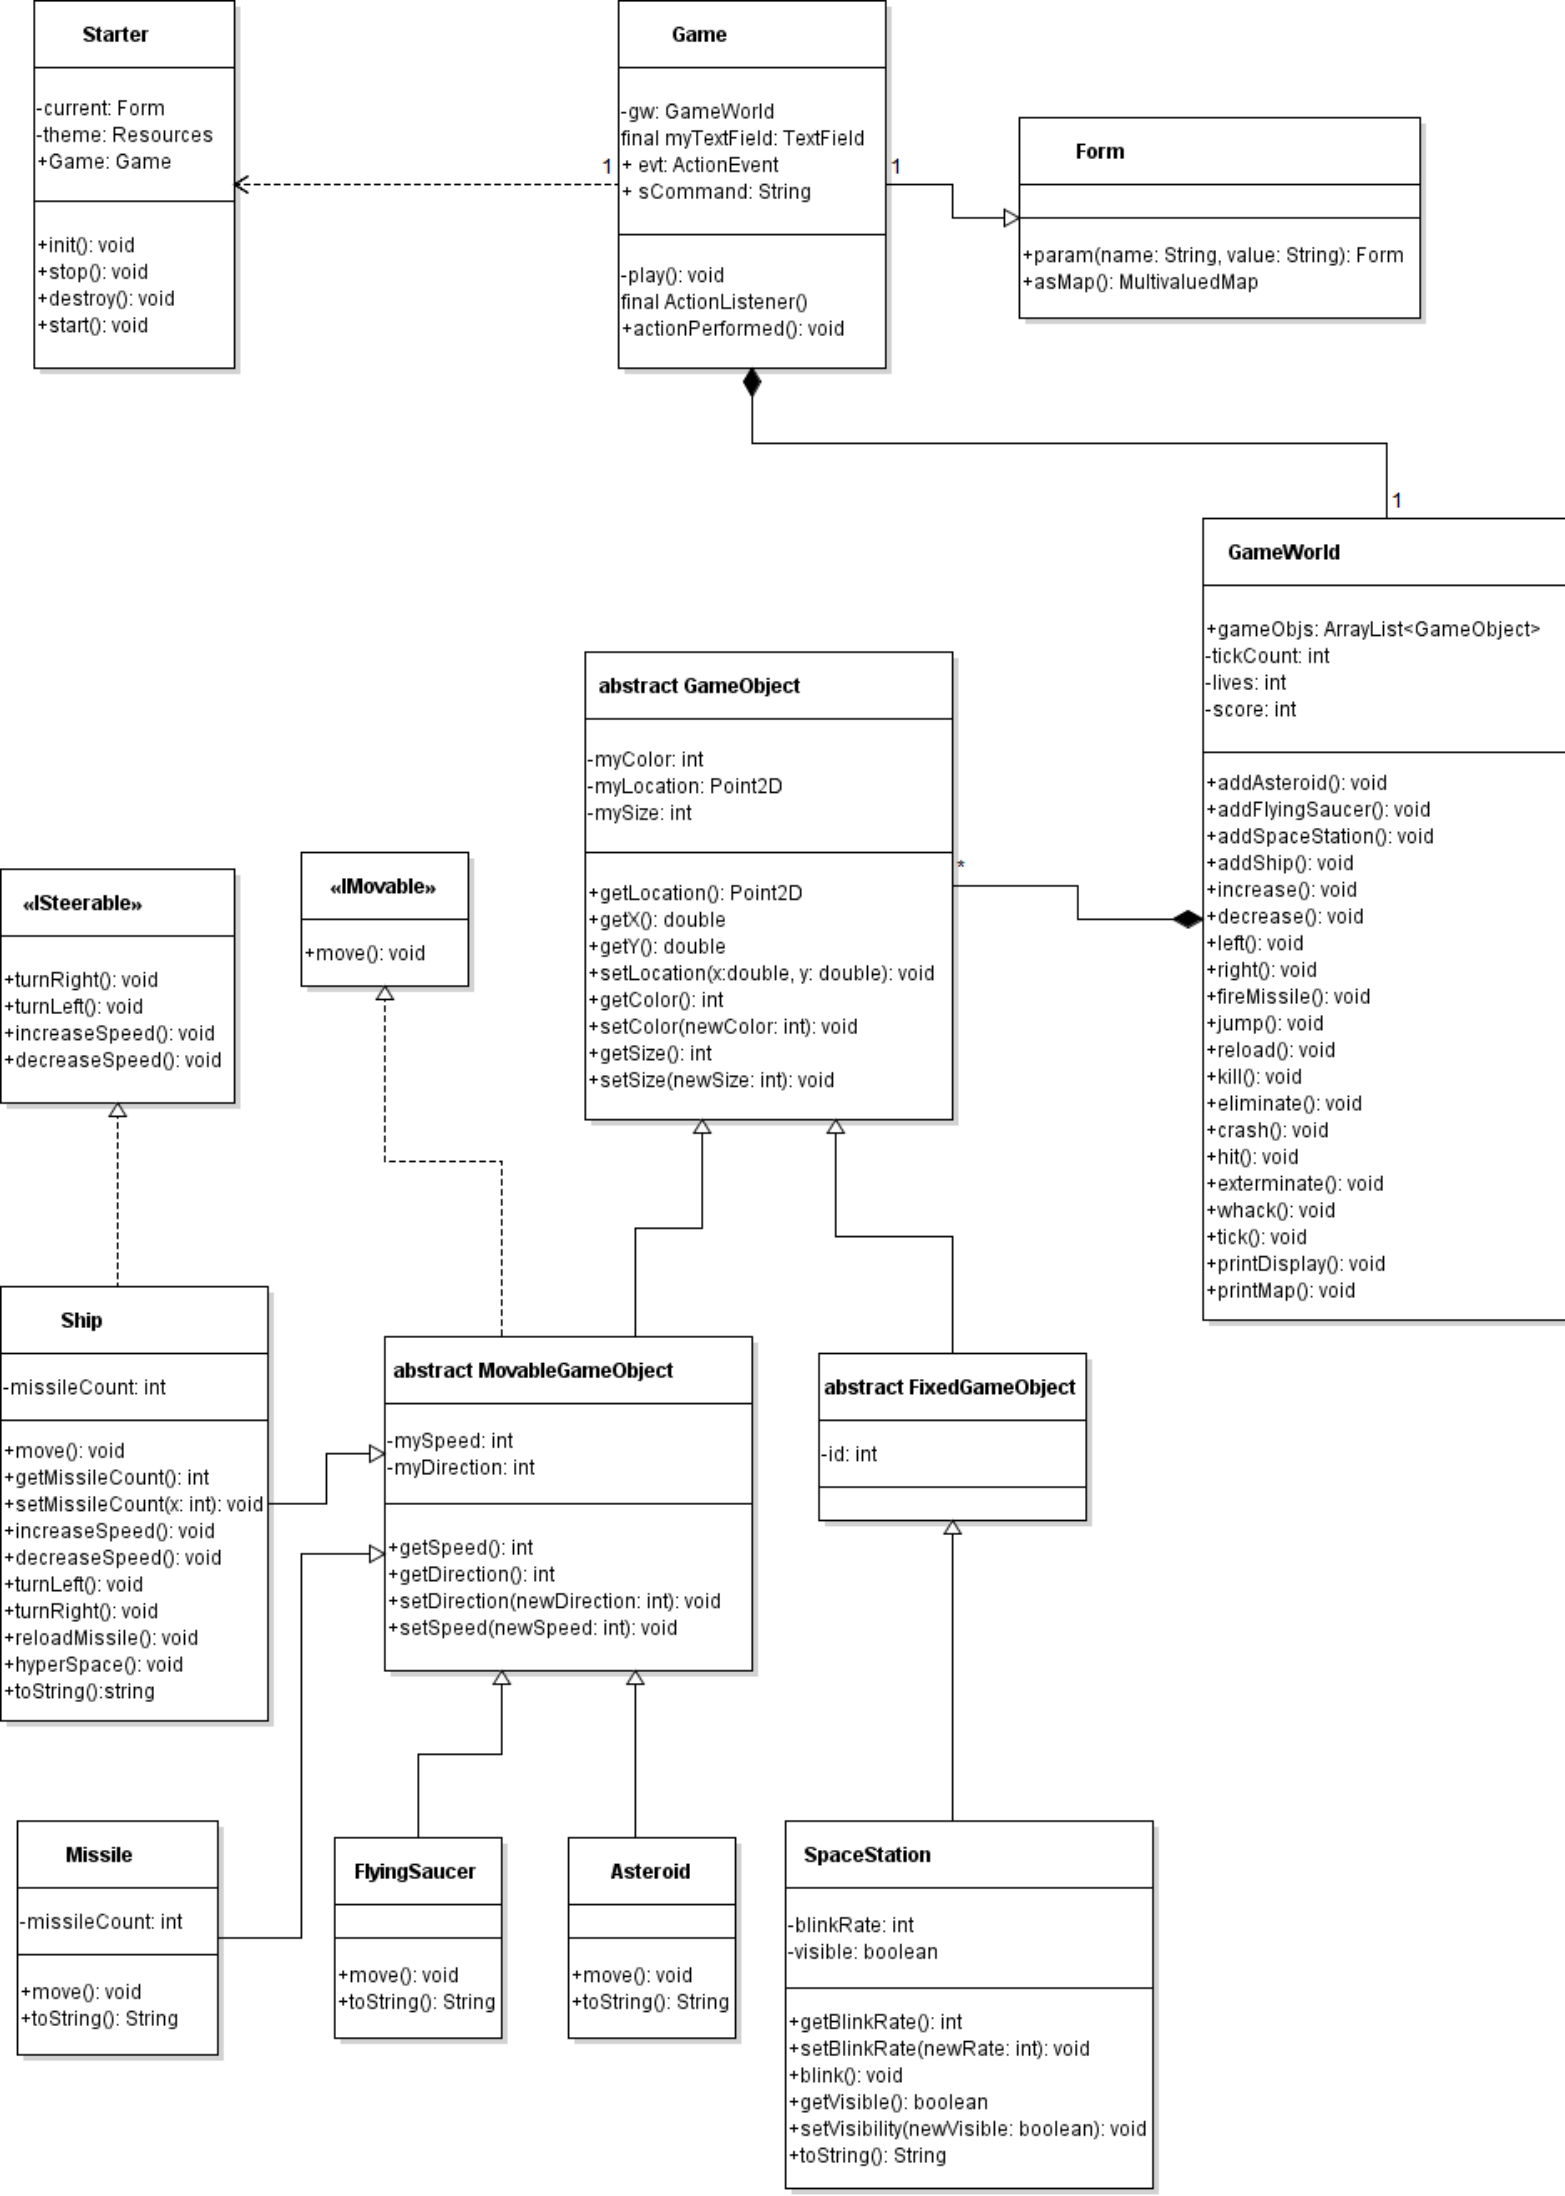 Starter
-current: Form
-theme: Resources
+Game: Game
+init(): void
+stop(): void
+destroy(): void
+start(): void
1
Game
-gw: GameWorld
final myTextField: TextField
+ evt: ActionEvent
+ sCommand: String
-play(): void
final ActionListener()
+actionPerformed(): void
1
Form
+param(name: String, value: String): Form
+asMap(): MultivaluedMap
1
GameWorld
+gameObjs: ArrayList<GameObject>
-tickCount: int
-lives: int
-score: int
+addAsteroid(): void
+addFlyingSaucer(): void
+addSpaceStation(): void
+addShip(): void
+increase(): void
+decrease(): void
+left(): void
+right(): void
+fireMissile(): void
+jump(): void
+reload(): void
+kill(): void
+eliminate(): void
+crash(): void
+hit(): void
+exterminate(): void
+whack(): void
+tick(): void
+printDisplay(): void
+printMap(): void
abstract GameObject
-myColor: int
-myLocation: Point2D
-mySize: int
+getLocation(): Point2D
+getX(): double
+getY(): double
+setLocation(x:double, y: double): void
+getColor(): int
+setColor(newColor: int): void
+getSize(): int
+setSize(newSize: int): void
*
«IMovable»
+move(): void
«ISteerable»
+turnRight(): void
+turnLeft(): void
+increaseSpeed(): void
+decreaseSpeed(): void
Ship
-missileCount: int
+move(): void
+getMissileCount(): int
+setMissileCount(x: int): void
+increaseSpeed(): void
+decreaseSpeed(): void
+turnLeft(): void
+turnRight(): void
+reloadMissile(): void
+hyperSpace(): void
+toString():string
abstract MovableGameObject
-mySpeed: int
-myDirection: int
+getSpeed(): int
+getDirection(): int
+setDirection(newDirection: int): void
+setSpeed(newSpeed: int): void
abstract FixedGameObject
-id: int
Missile
-missileCount: int
+move(): void
+toString(): String
FlyingSaucer
+move(): void
+toString(): String
Asteroid
+move(): void
+toString(): String
SpaceStation
-blinkRate: int
-visible: boolean
+getBlinkRate(): int
+setBlinkRate(newRate: int): void
+blink(): void
+getVisible(): boolean
+setVisibility(newVisible: boolean): void
+toString(): String